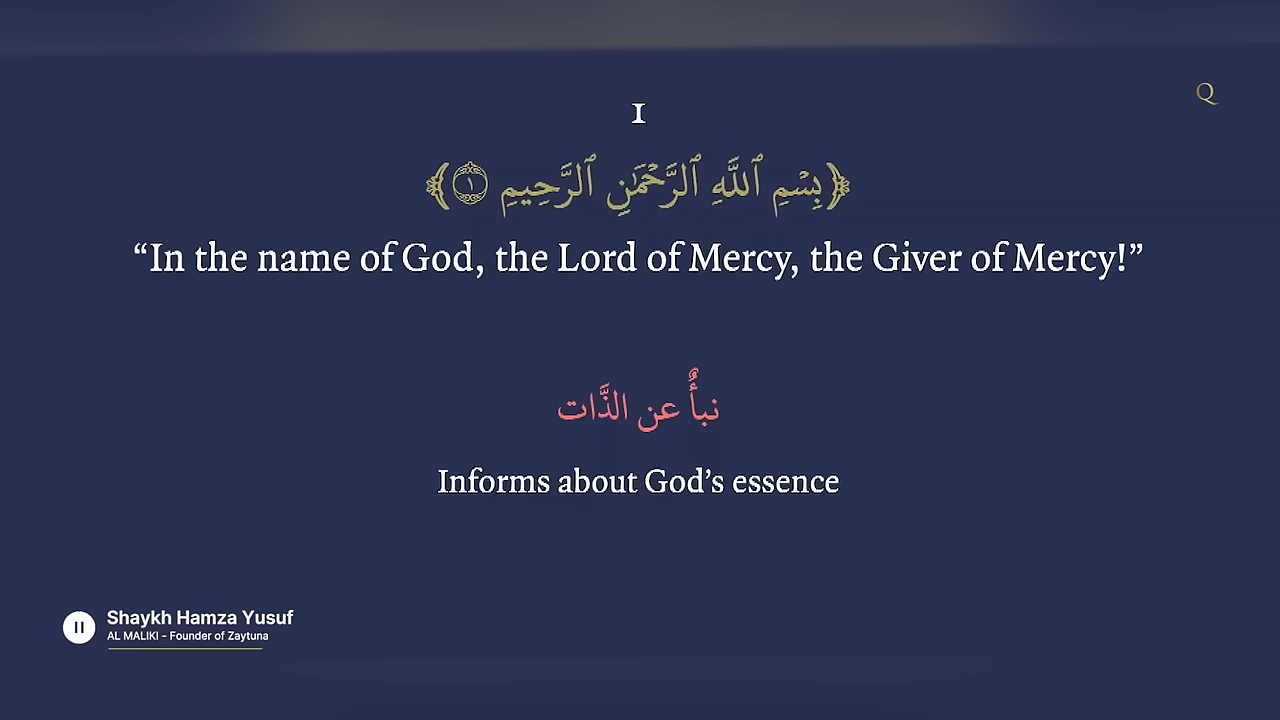 1
Q
﴿بِسْمِ ٱللَّهِ ٱلرَّحْمَٰنِ ٱلرَّحِيمِ ١﴾
“In the name of God, the Lord of Mercy, the Giver of Mercy!”
نبأٌ عن الذَّات
Informs about God’s essence
Shaykh Hamza Yusuf
AL MALIKI - Founder of Zaytuna